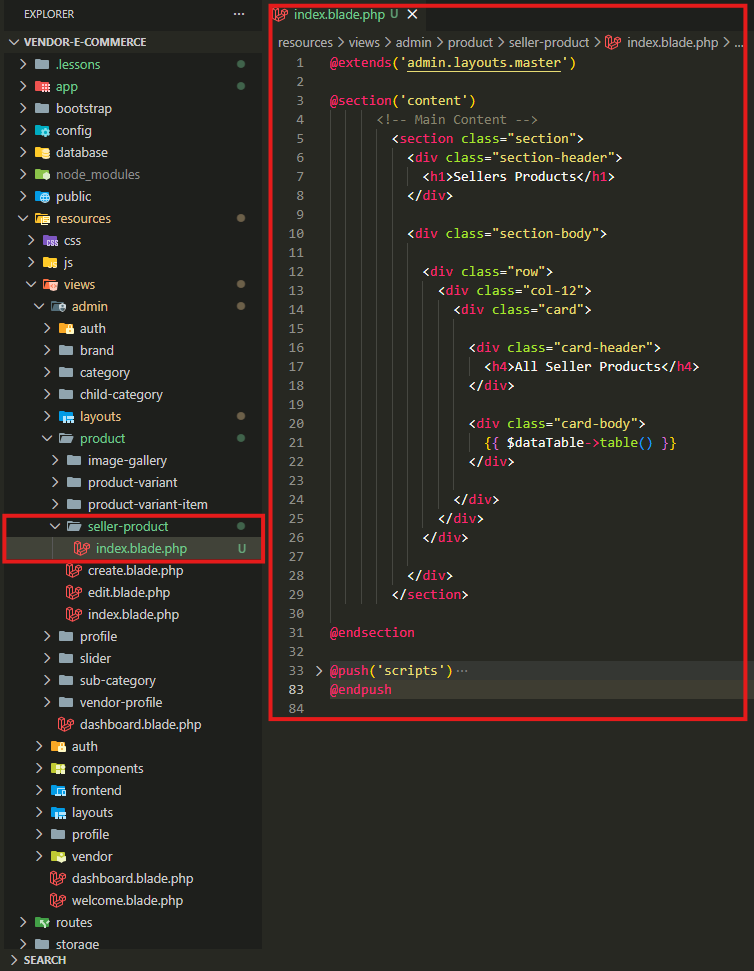 EXPLORER
VENDOR-E-COMMERCE
.lessons
app
bootstrap
config
database
node_modules
public
resources
css
js
views
admin
auth
brand
category
child-category
layouts
product
image-gallery
product-variant
product-variant-item
seller-product
index.blade.php U
create.blade.php
edit.blade.php
index.blade.php
profile
slider
sub-category
vendor-profile
dashboard.blade.php
auth
components
frontend
layouts
profile
vendor
dashboard.blade.php
welcome.blade.php
routes
storage
SEARCH
index.blade.php U
resources > views > admin > product > seller-product > index.blade.php > ...
1 @extends('admin.layouts.master')
2
3 @section('content')
4 <!-- Main Content -->
5 <section class="section">
6 <div class="section-header">
7 <h1>Sellers Products</h1>
8 </div>
9
10 <div class="section-body">
11
12 <div class="row">
13 <div class="col-12">
14 <div class="card">
15
16 <div class="card-header">
17 <h4>All Seller Products</h4>
18 </div>
19
20 <div class="card-body">
21 {{ $dataTable->table() }}
22 </div>
23
24 </div>
25 </div>
26 </div>
27
28 </div>
29 </section>
30
31 @endsection
32
33 @push('scripts') ...
83 @endpush
84